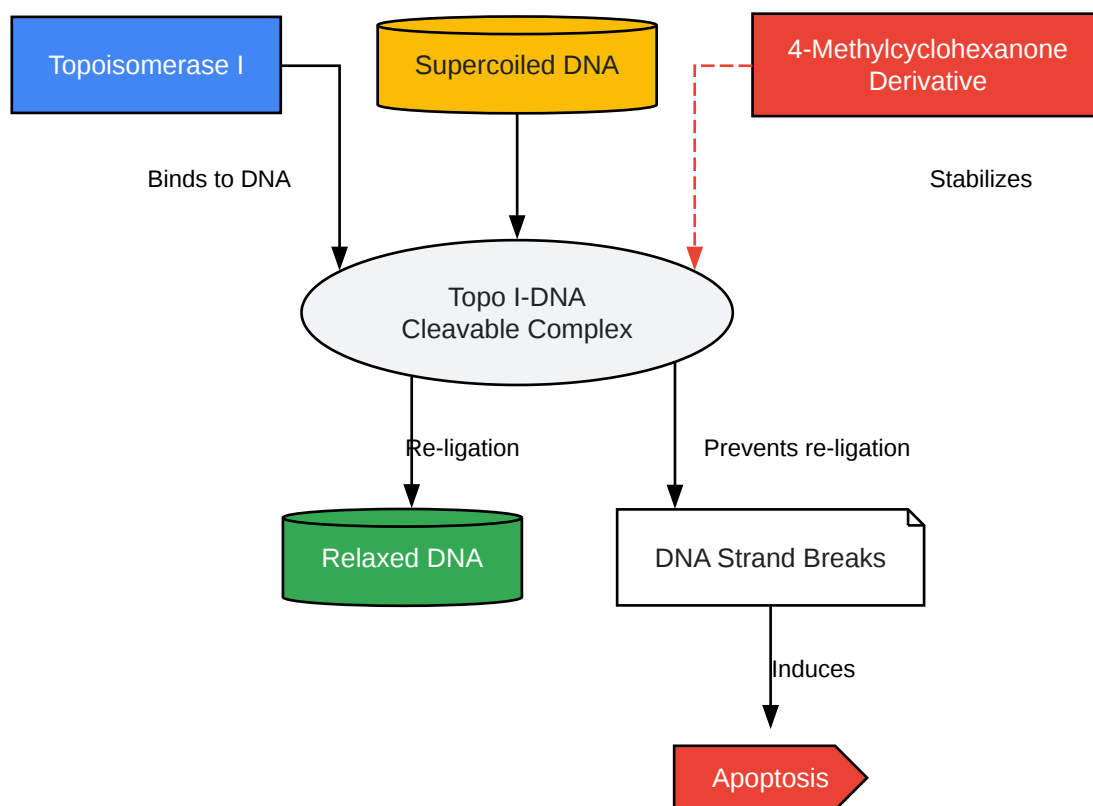 Topoisomerase I
Supercoiled DNA
4-Methylcyclohexanone
Derivative
Binds to DNA
Stabilizes
Topo I-DNA
Cleavable Complex
Re-ligation
Prevents re-ligation
Relaxed DNA
DNA Strand Breaks
Induces
Apoptosis